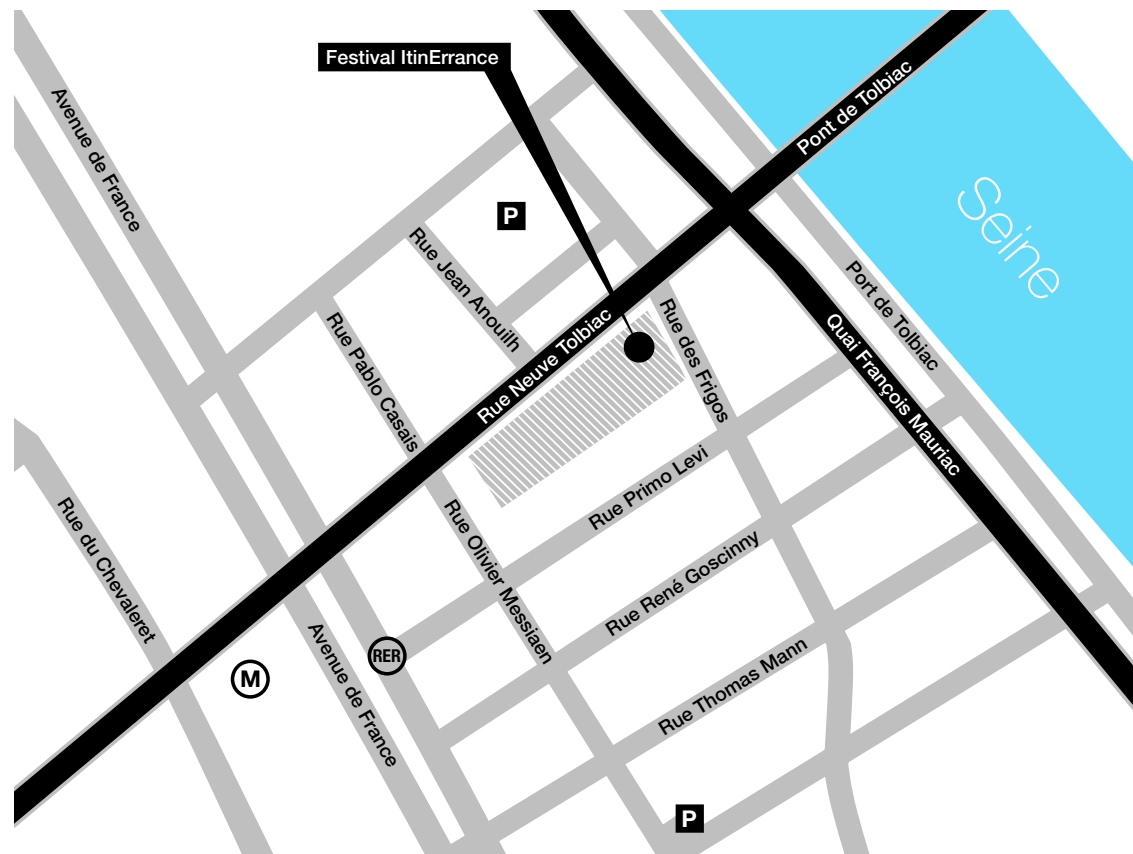 Festival ItinErrance
Avenue de France
Pont de Tolbiac
Seine
P
Rue Jean Anouilh
Rue Pablo Casais
Rue Neuve Tolbiac
Rue des Frigos
Port de Tolbiac
Quai François Mauriac
Rue Primo Levi
Rue du Chevaleret
Rue Olivier Messiaen
Rue René Goscinny
Avenue de France
RER
M
Rue Thomas Mann
P